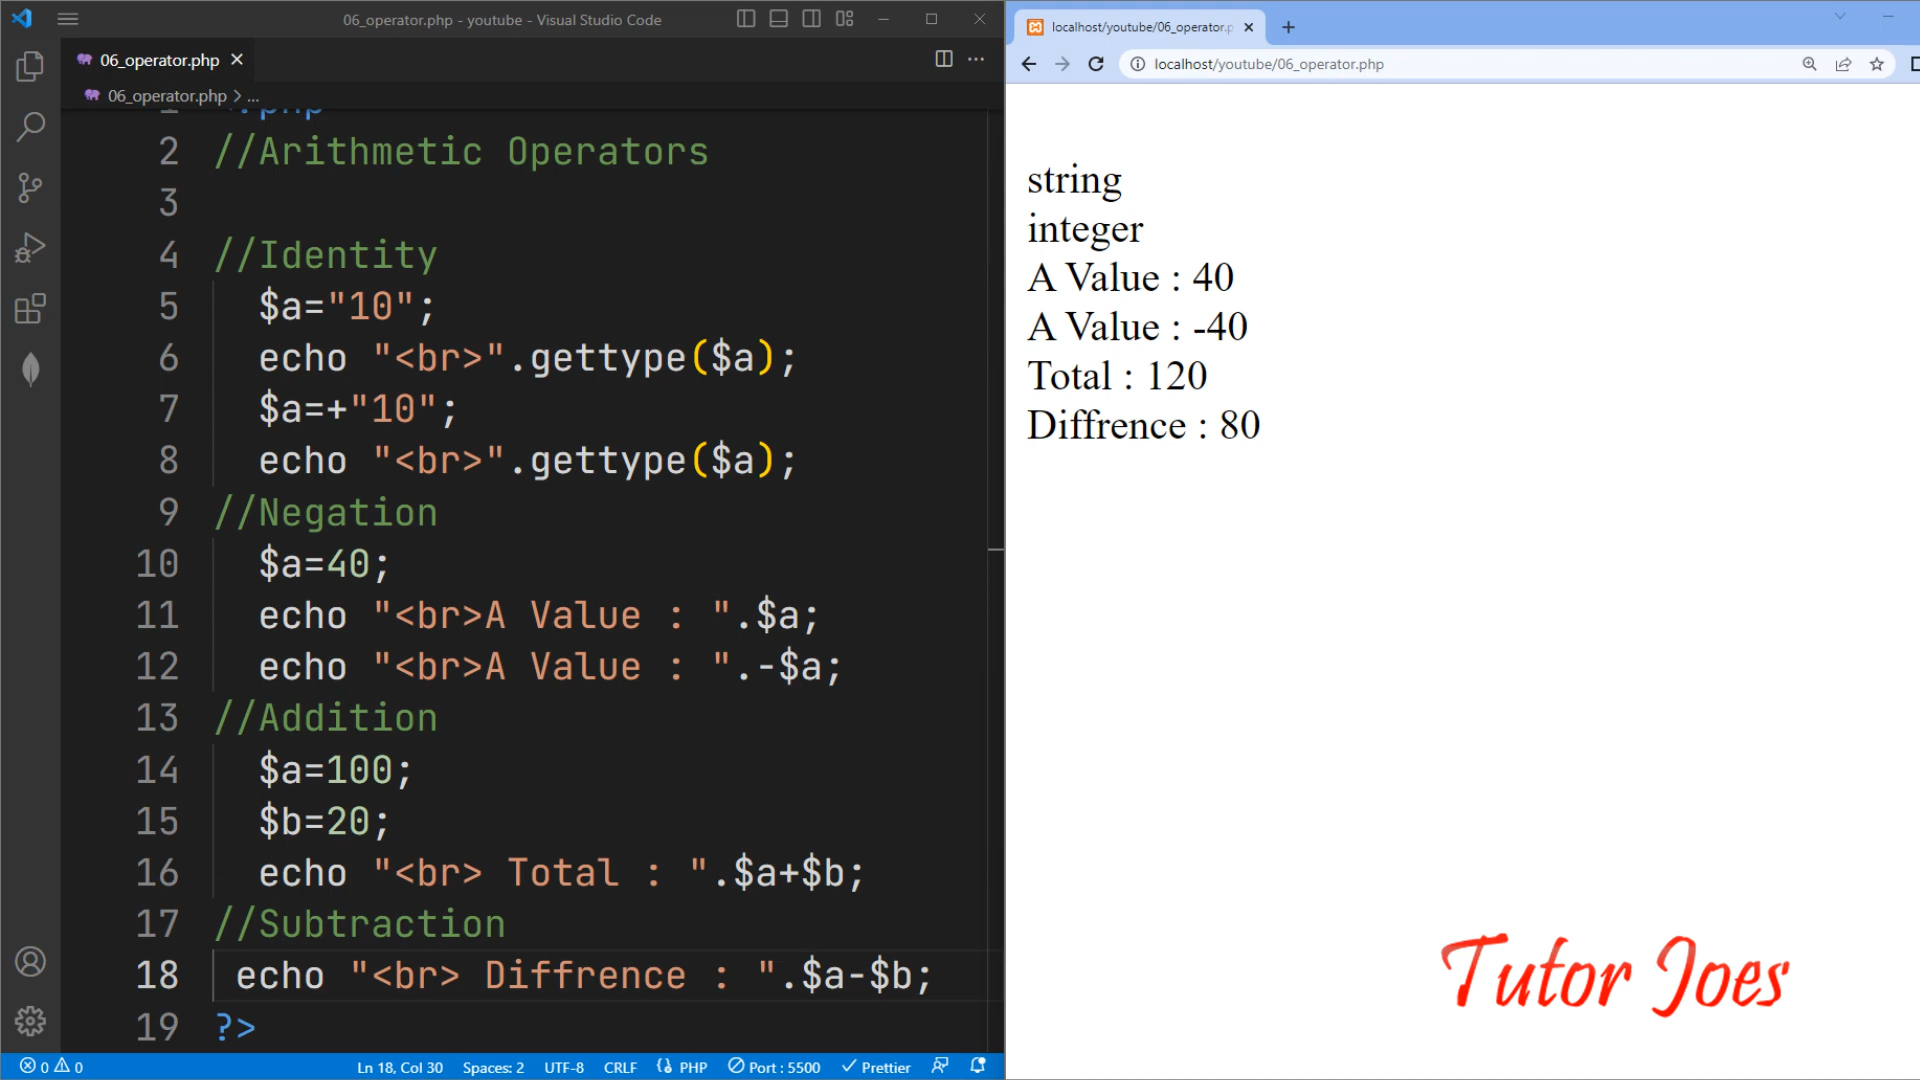 06_operator.php - youtube - Visual Studio Code
06_operator.php
06_operator.php > ...
1 <?php
2 //Arithmetic Operators
3
4 //Identity
5 $a="10";
6 echo "<br>".gettype($a);
7 $a=+"10";
8 echo "<br>".gettype($a);
9 //Negation
10 $a=40;
11 echo "<br>A Value : ".$a;
12 echo "<br>A Value : ".-$a;
13 //Addition
14 $a=100;
15 $b=20;
16 echo "<br> Total : ".$a+$b;
17 //Subtraction
18 echo "<br> Diffrence : ".$a-$b;
19 ?>
0 0 Ln 18, Col 30 Spaces: 2 UTF-8 CRLF PHP Port : 5500 Prettier
localhost/youtube/06_operator.p
localhost/youtube/06_operator.php
string
integer
A Value : 40
A Value : -40
Total : 120
Diffrence : 80
Tutor Joes